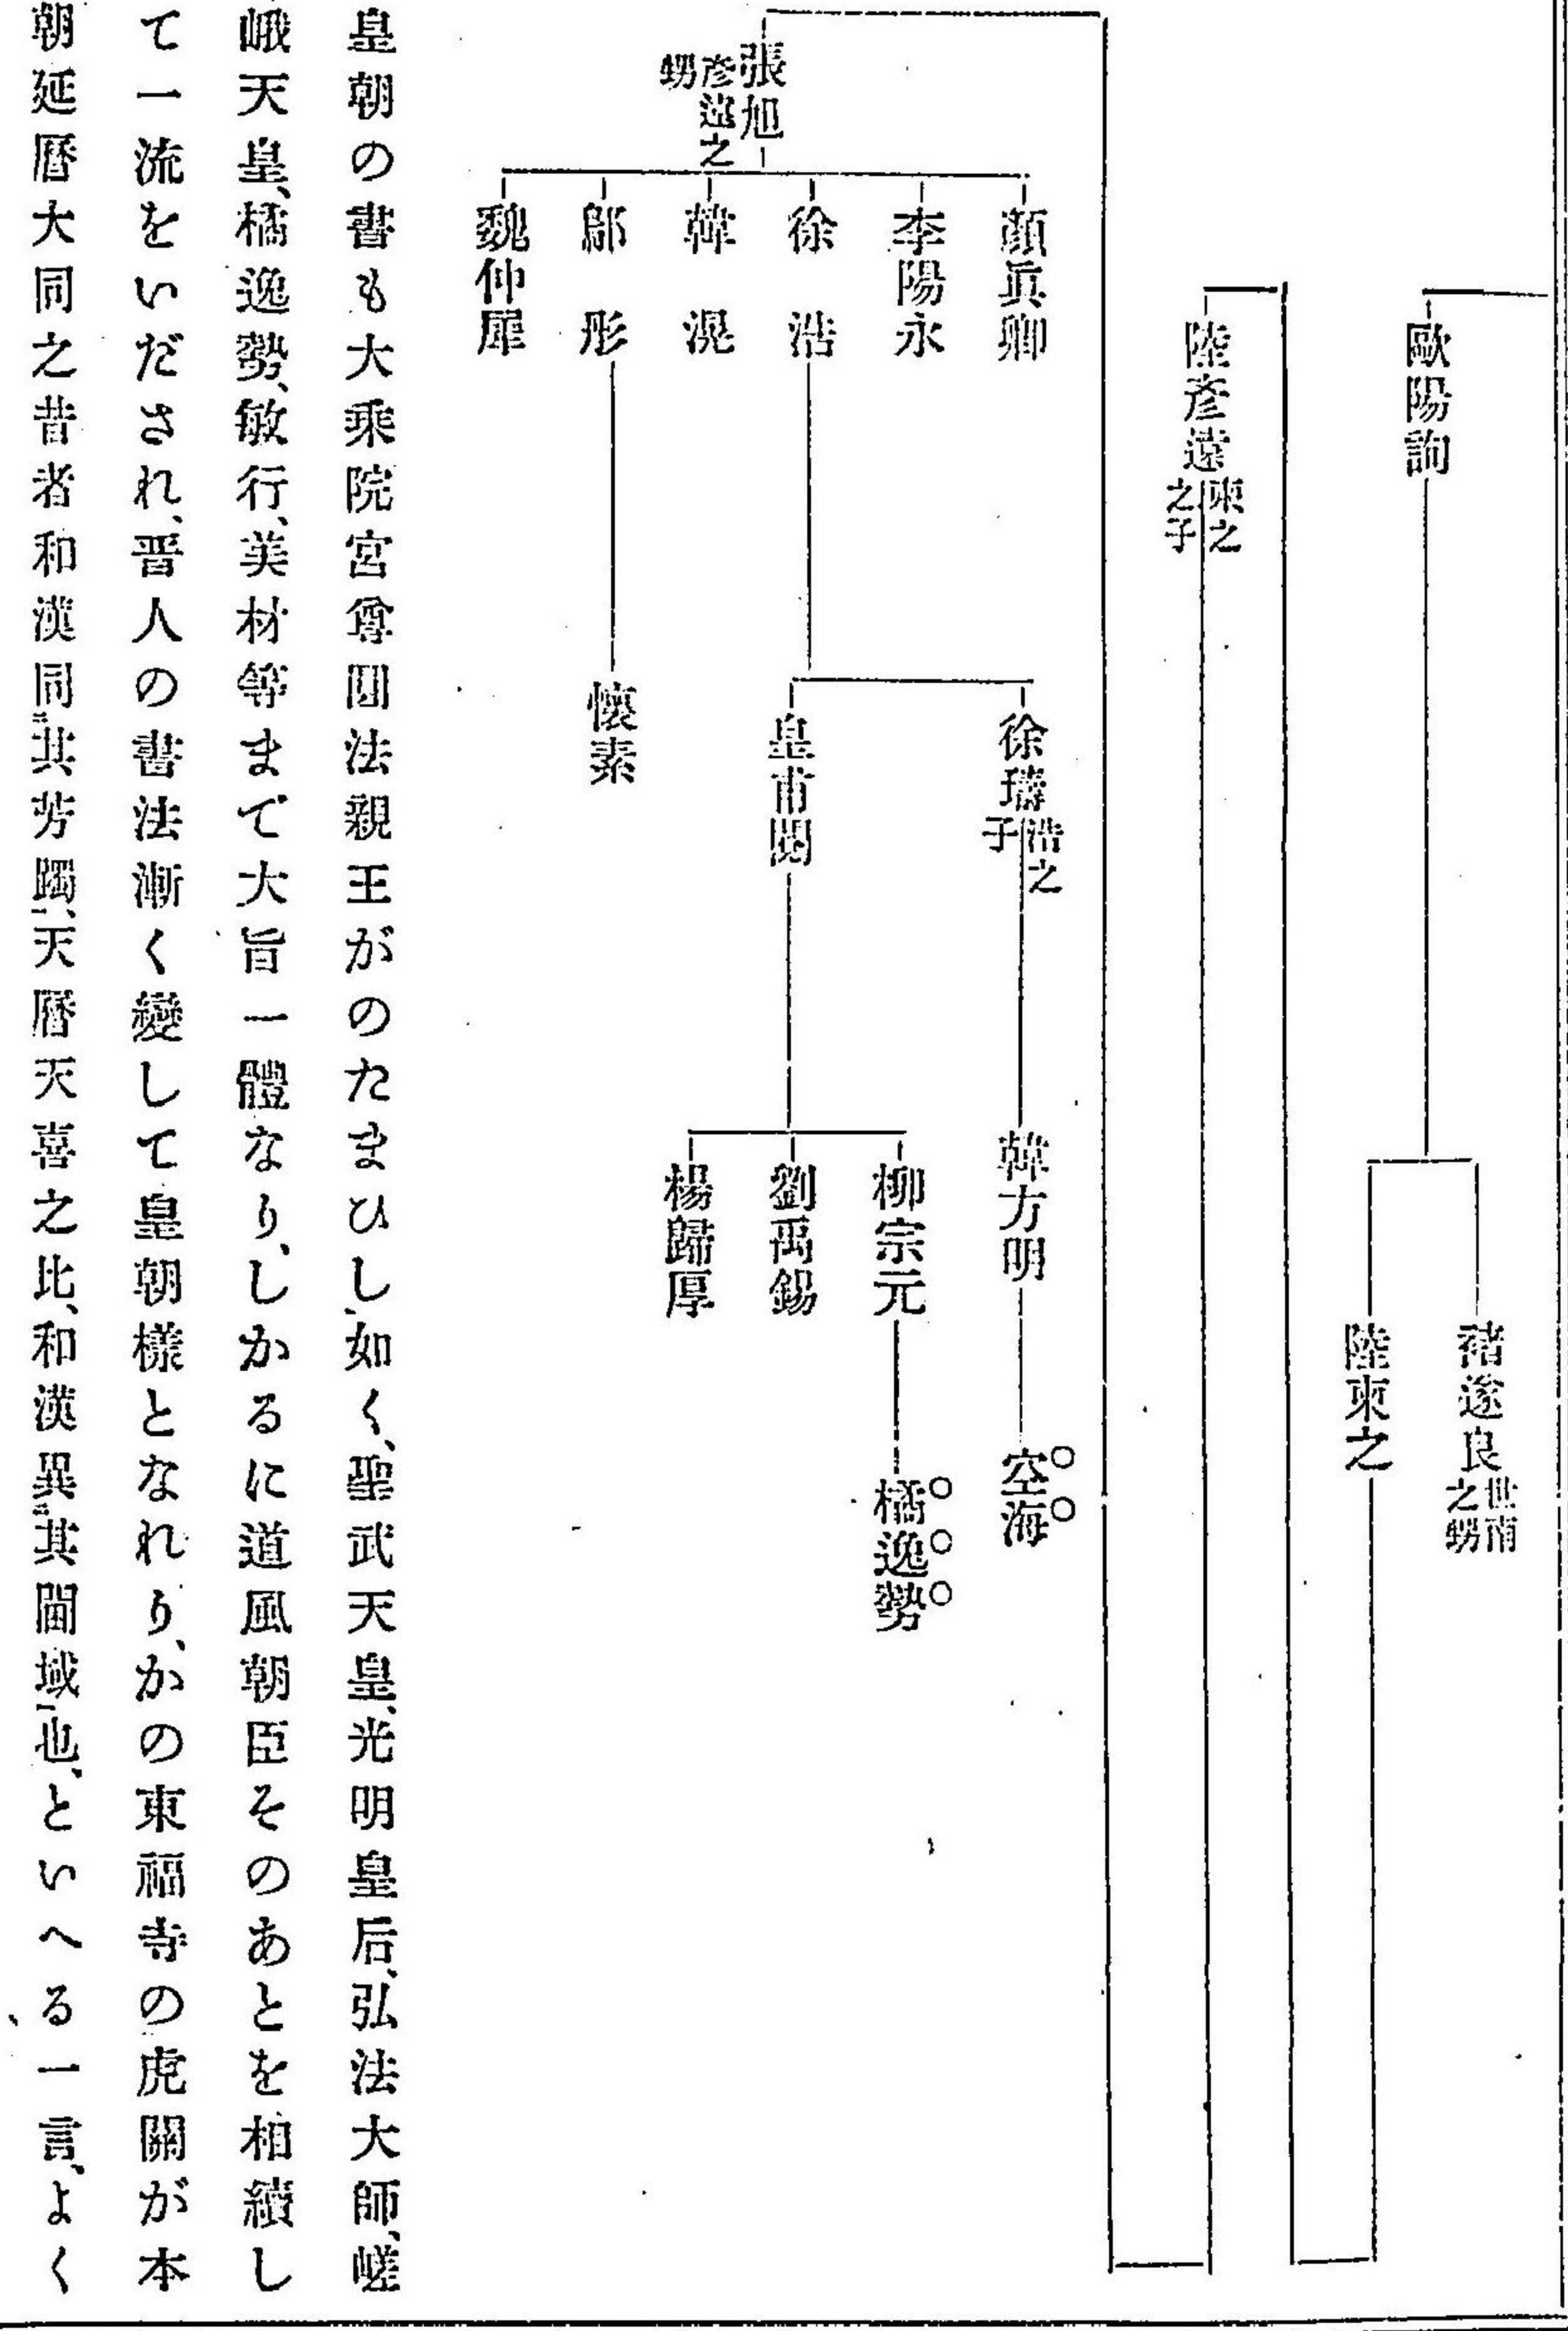 歐陽詢
褚遂良 世南之甥
陸柬之
陸彥遠 柬之之子
張旭 彥遠之甥
顏眞卿
李陽永
徐浩
韓滉
鄔彤
魏仲犀
徐璹 浩之子
皇甫閱
懷素
韓方明
柳宗元
劉禹錫
楊歸厚
空海
橘逸勢
皇朝の書も大乘院宮尊圓法親王がのたまひし如く、聖武天皇、光明皇后、弘法大師、嵯
峨天皇、橘逸勢、敏行、美材等まで大旨一體なり、しかるに道風朝臣そのあとを相續し
て一流をいだされ、晋人の書法漸く變して皇朝樣となれり、かの東福寺の虎關が本
朝延曆大同之昔者和漢同其芳躅、天曆天喜之比、和漢異其閫域也、といへる一言、よく